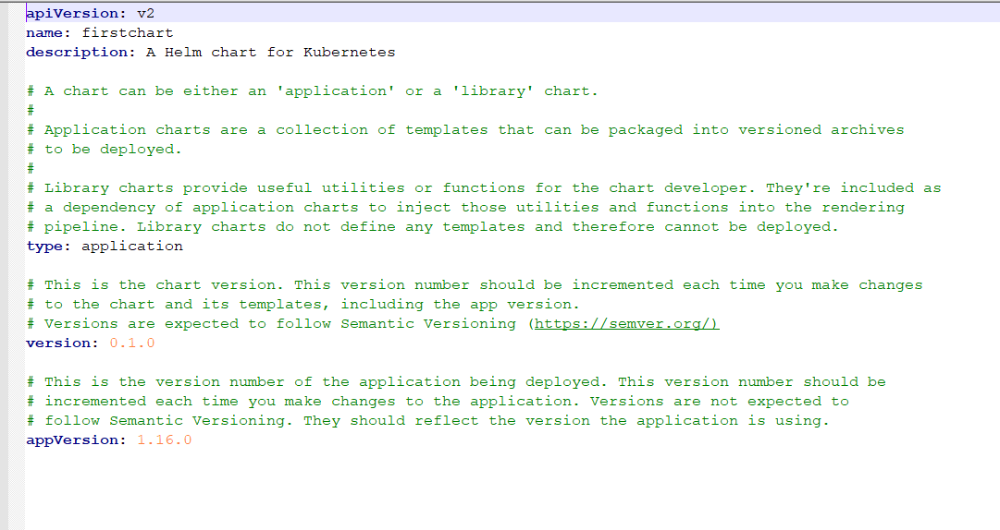 apiVersion: v2
name: firstchart
description: A Helm chart for Kubernetes

# A chart can be either an 'application' or a 'library' chart.
#
# Application charts are a collection of templates that can be packaged into versioned archives
# to be deployed.
#
# Library charts provide useful utilities or functions for the chart developer. They're included as
# a dependency of application charts to inject those utilities and functions into the rendering
# pipeline. Library charts do not define any templates and therefore cannot be deployed.
type: application

# This is the chart version. This version number should be incremented each time you make changes
# to the chart and its templates, including the app version.
# Versions are expected to follow Semantic Versioning (https://semver.org/)
version: 0.1.0

# This is the version number of the application being deployed. This version number should be
# incremented each time you make changes to the application. Versions are not expected to
# follow Semantic Versioning. They should reflect the version the application is using.
appVersion: 1.16.0